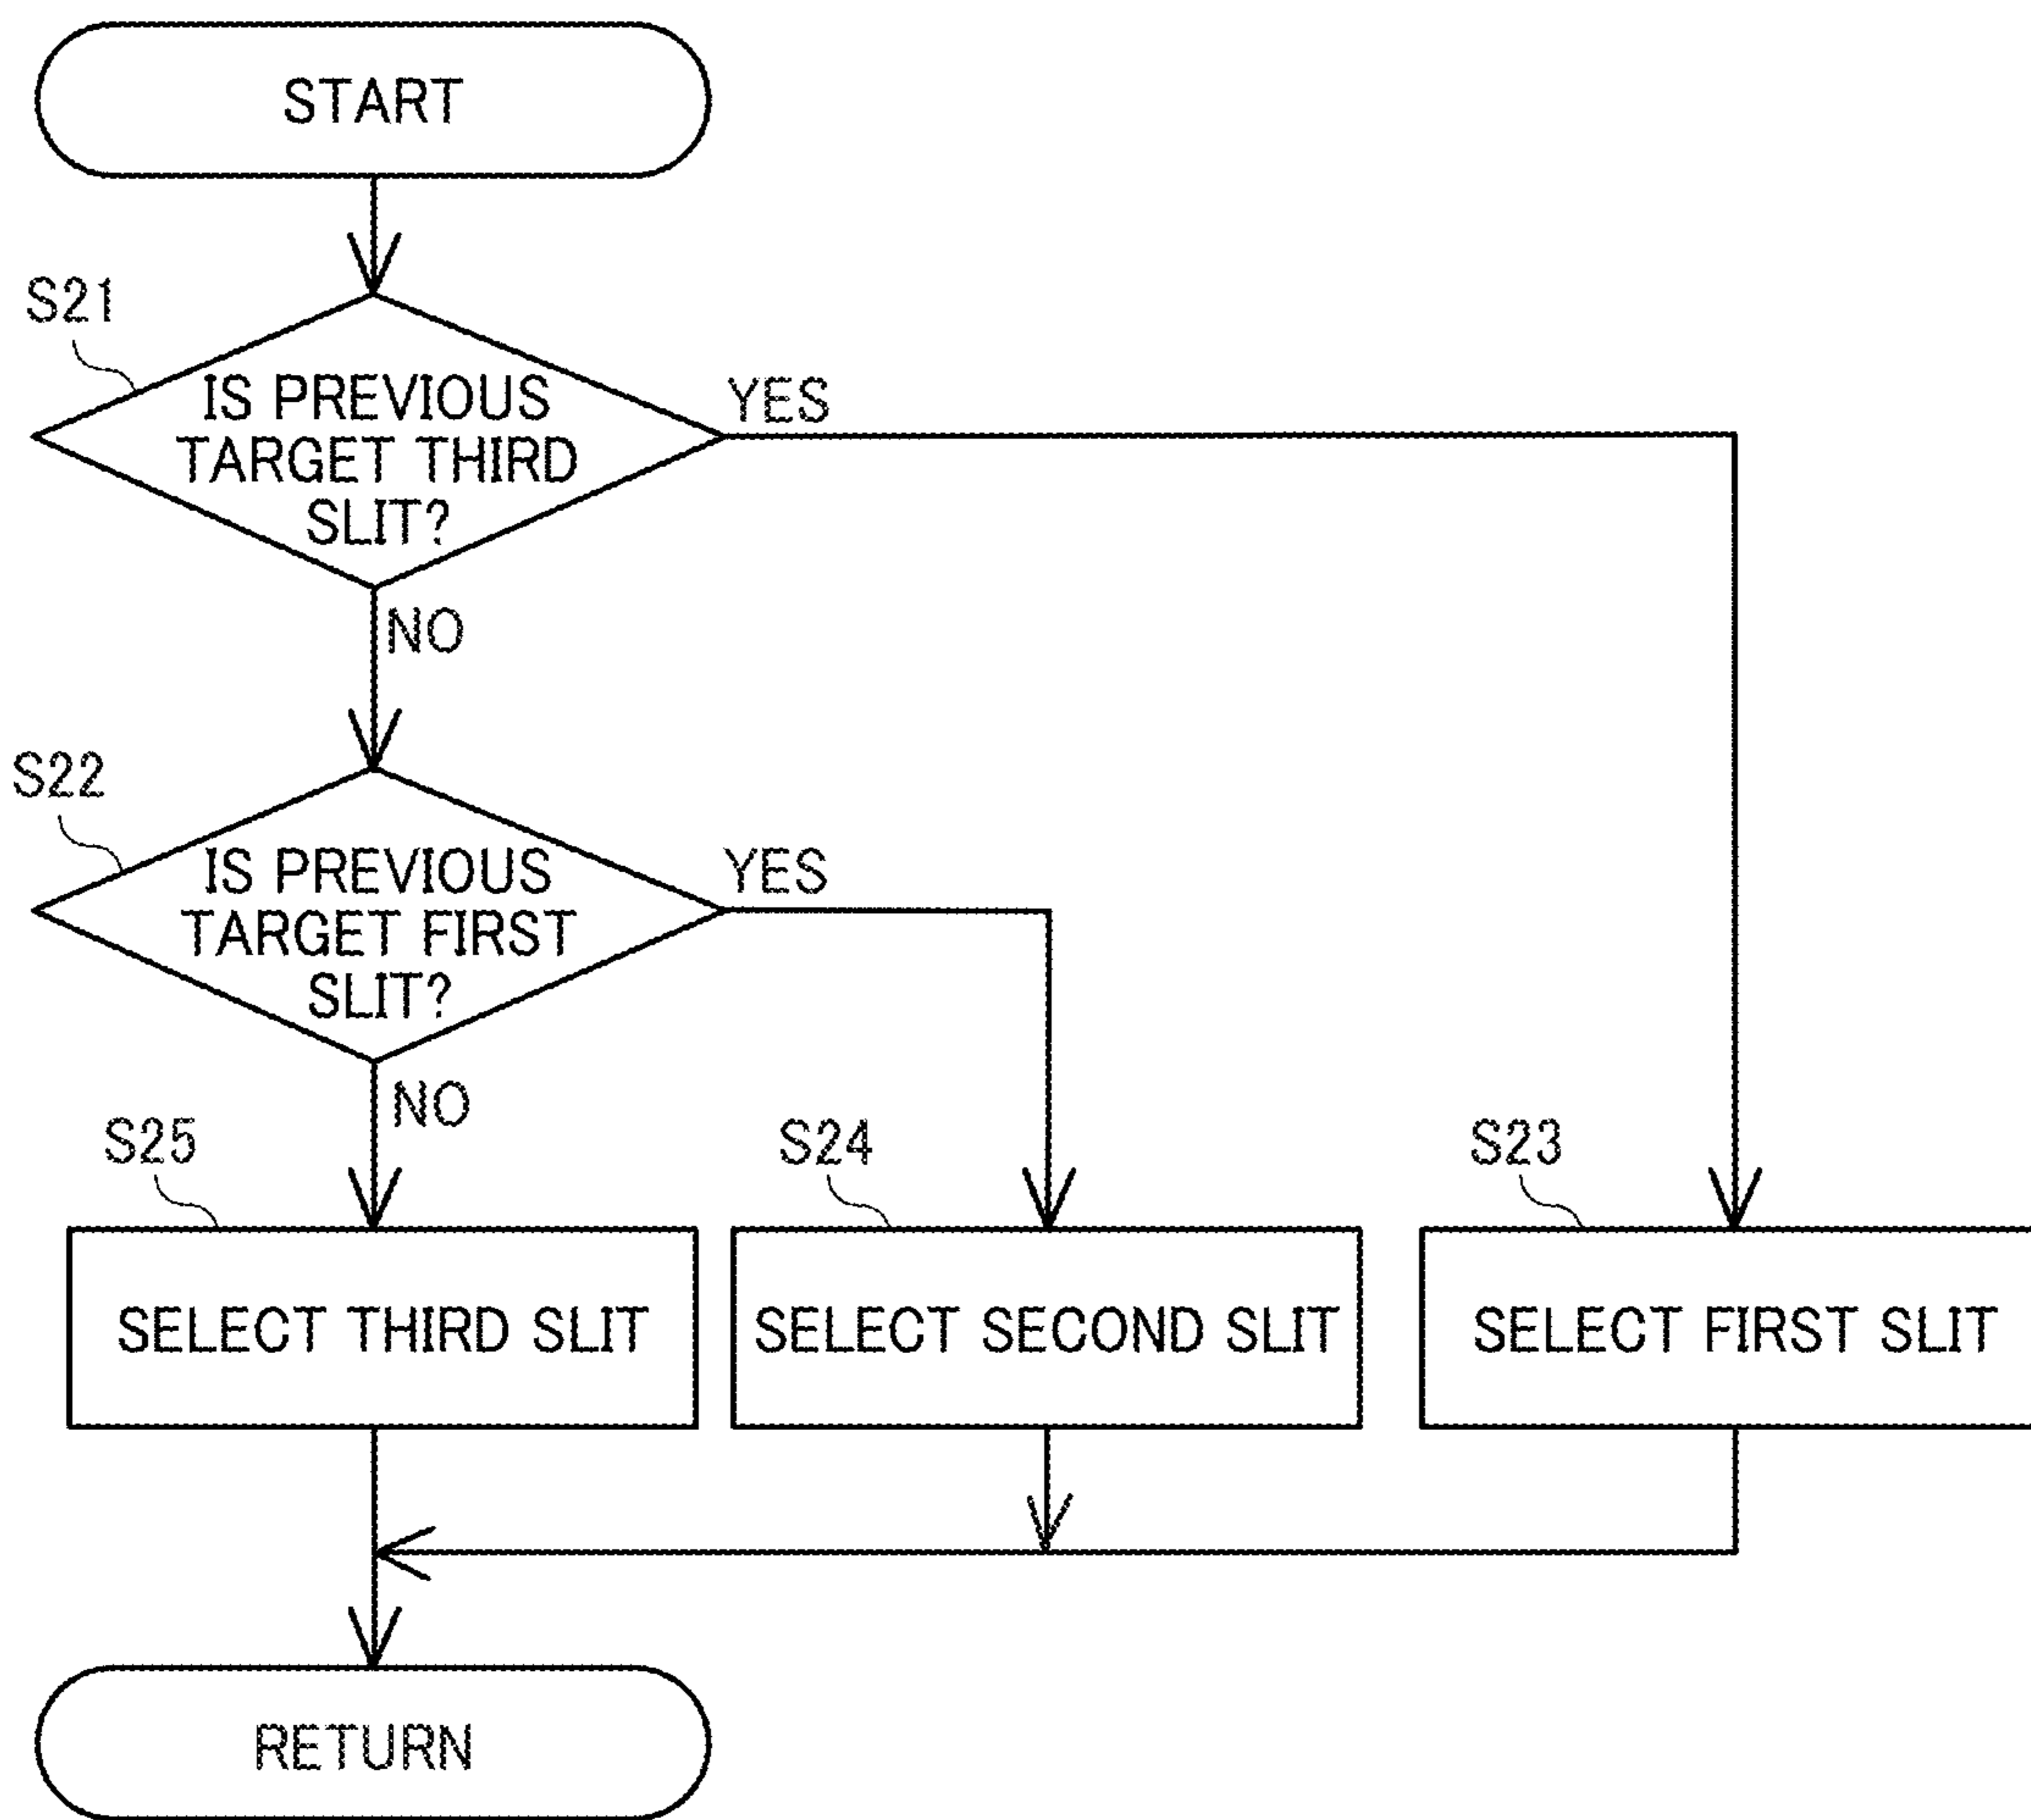 START
S21
IS PREVIOUS
TARGET THIRD
SLIT?
YES
NO
S22
IS PREVIOUS
TARGET FIRST
SLIT?
YES
NO
S25
S24
S23
SELECT THIRD SLIT
SELECT SECOND SLIT
SELECT FIRST SLIT
RETURN